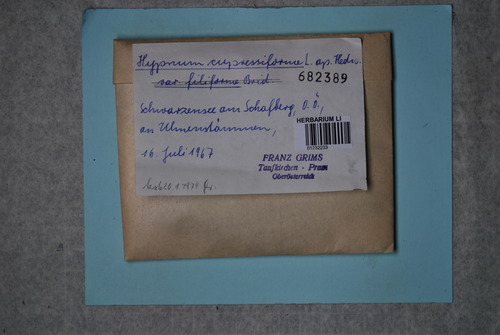 Hypnum cupressiforme L. ap. Hedw.
var filiforme Brid.
682389
Schwarzensee am Schafberg, O.Ö.,
an Ulmenstämmen,
HERBARIUM LI
01732233
16. Juli 1967
FRANZ GRIMS
Taufkirchen - Pram
Oberösterreich